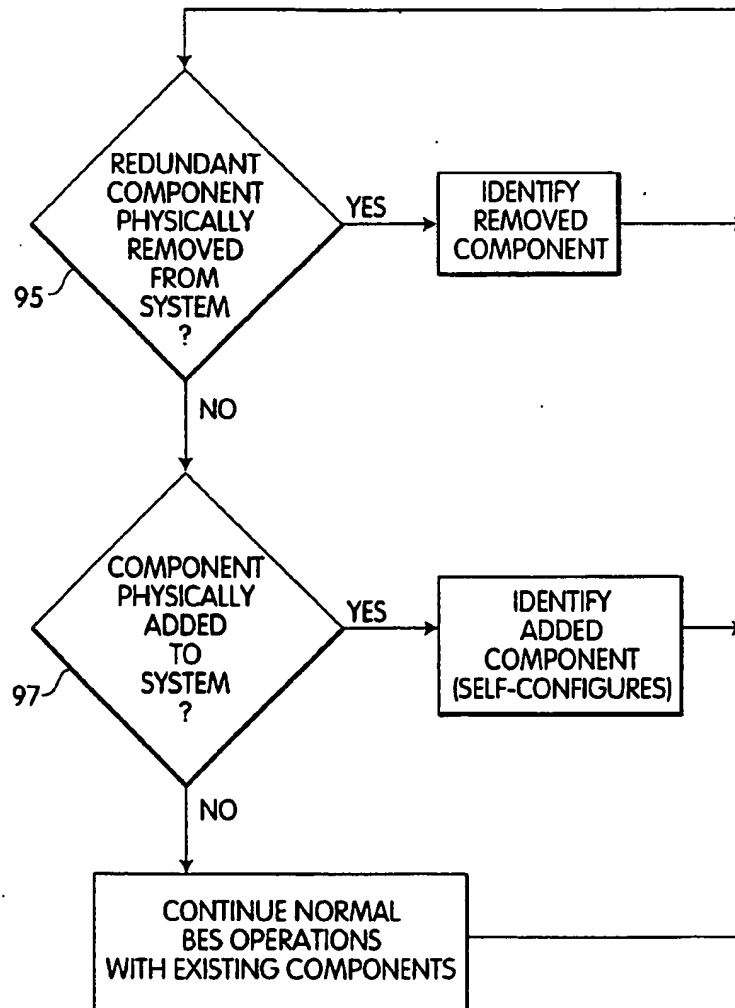 REDUNDANT
COMPONENT
PHYSICALLY
REMOVED
FROM
SYSTEM
?
95
YES
IDENTIFY
REMOVED
COMPONENT
NO
COMPONENT
PHYSICALLY
ADDED
TO
SYSTEM
?
97
YES
IDENTIFY
ADDED
COMPONENT
(SELF-CONFIGURES)
NO
CONTINUE NORMAL
BES OPERATIONS
WITH EXISTING COMPONENTS